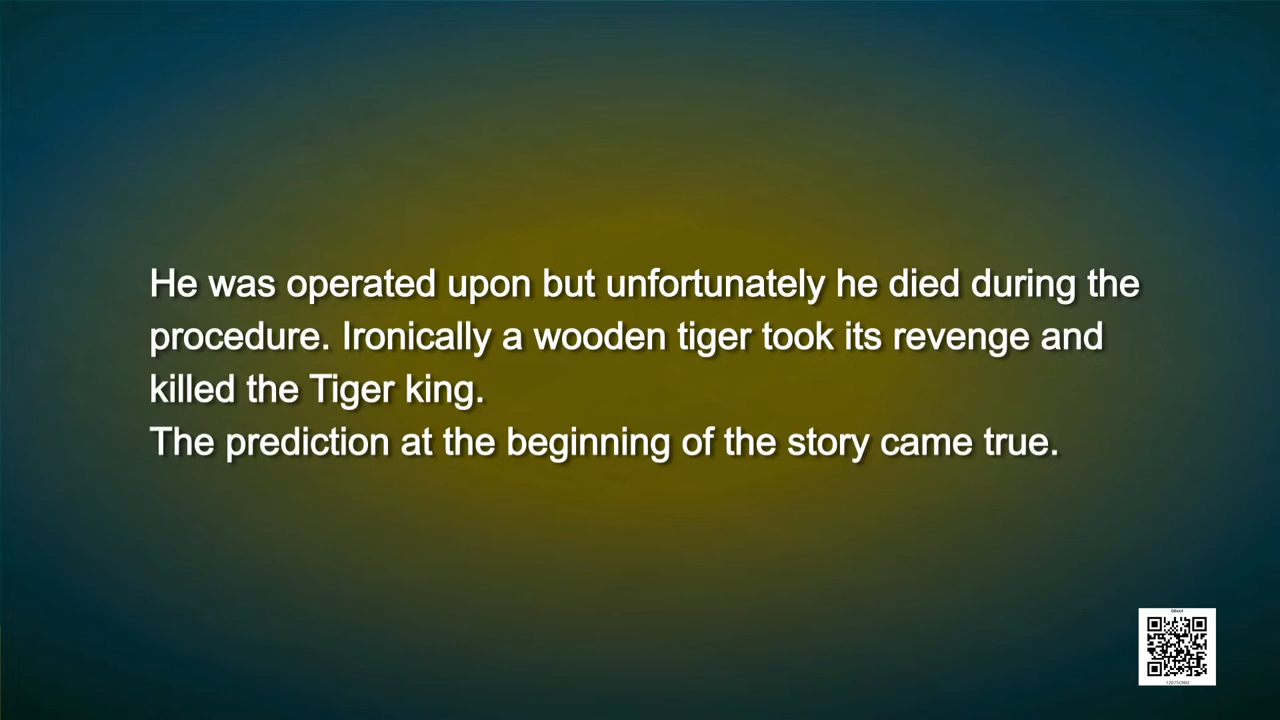 He was operated upon but unfortunately he died during the
procedure. Ironically a wooden tiger took its revenge and
killed the Tiger king.
The prediction at the beginning of the story came true.